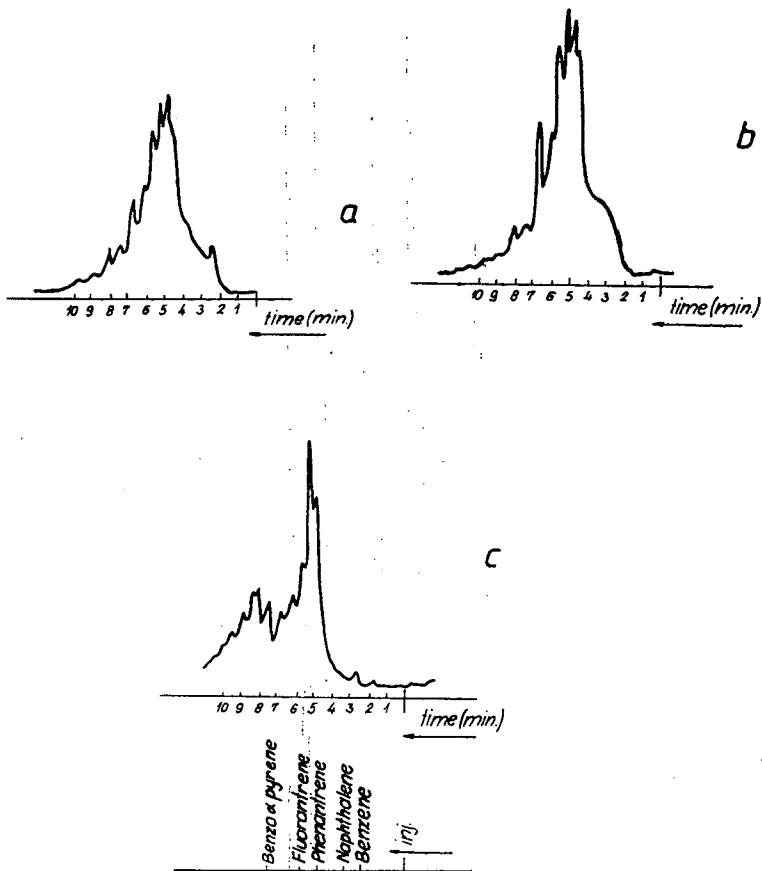 a
10 9 8 7 6 5 4 3 2 1
time (min.)
b
10 9 8 7 6 5 4 3 2 1
time (min.)
c
10 9 8 7 6 5 4 3 2 1
time (min.)
Benzo α pyrene
Fluorantrene
Phenantrene
Naphthalene
Benzene
inj.